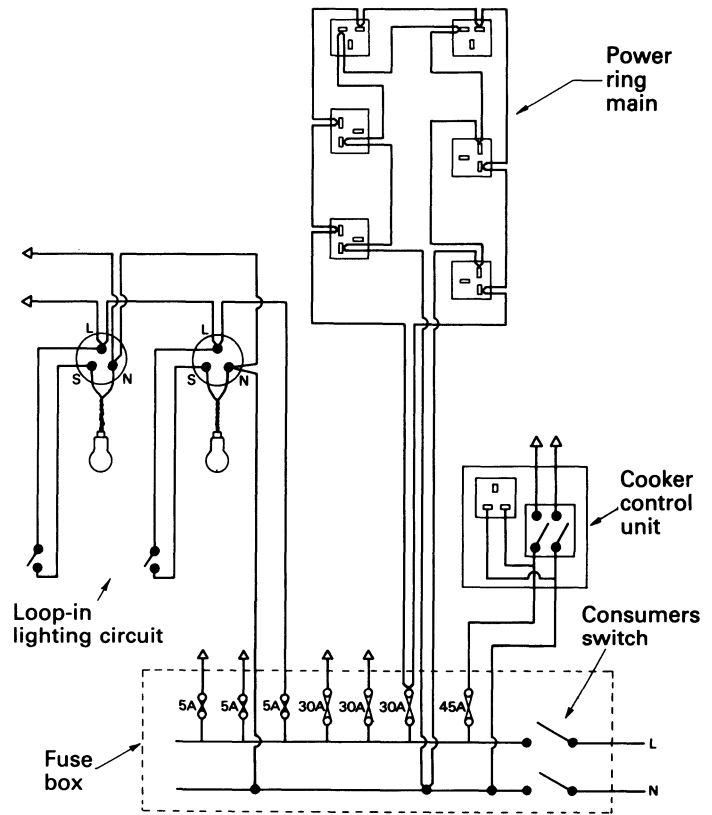 Power
ring
main
L
L
S
N
S
N
Cooker
control
unit
Loop-in
lighting circuit
Consumers
switch
5A
5A
5A
30A
30A
30A
45A
L
Fuse
box
N